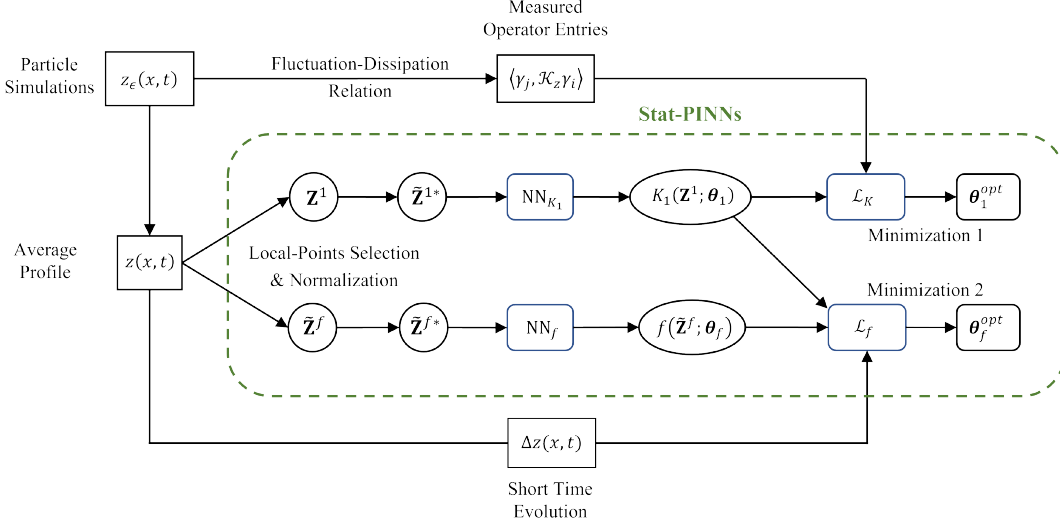 Measured
Operator Entries
Particle
Simulations
z_ϵ(x, t)
Fluctuation-Dissipation
Relation
⟨γ_j, 𝒦_z γ_i⟩
Stat-PINNs
Z^1
Z̃^{1*}
NN_{K_1}
K_1(Z^1; θ_1)
ℒ_K
θ_1^{opt}
Minimization 1
Average
Profile
z(x, t)
Local-Points Selection
& Normalization
Minimization 2
Z̃^f
Z̃^{f*}
NN_f
f(Z̃^f; θ_f)
ℒ_f
θ_f^{opt}
Δz(x, t)
Short Time
Evolution